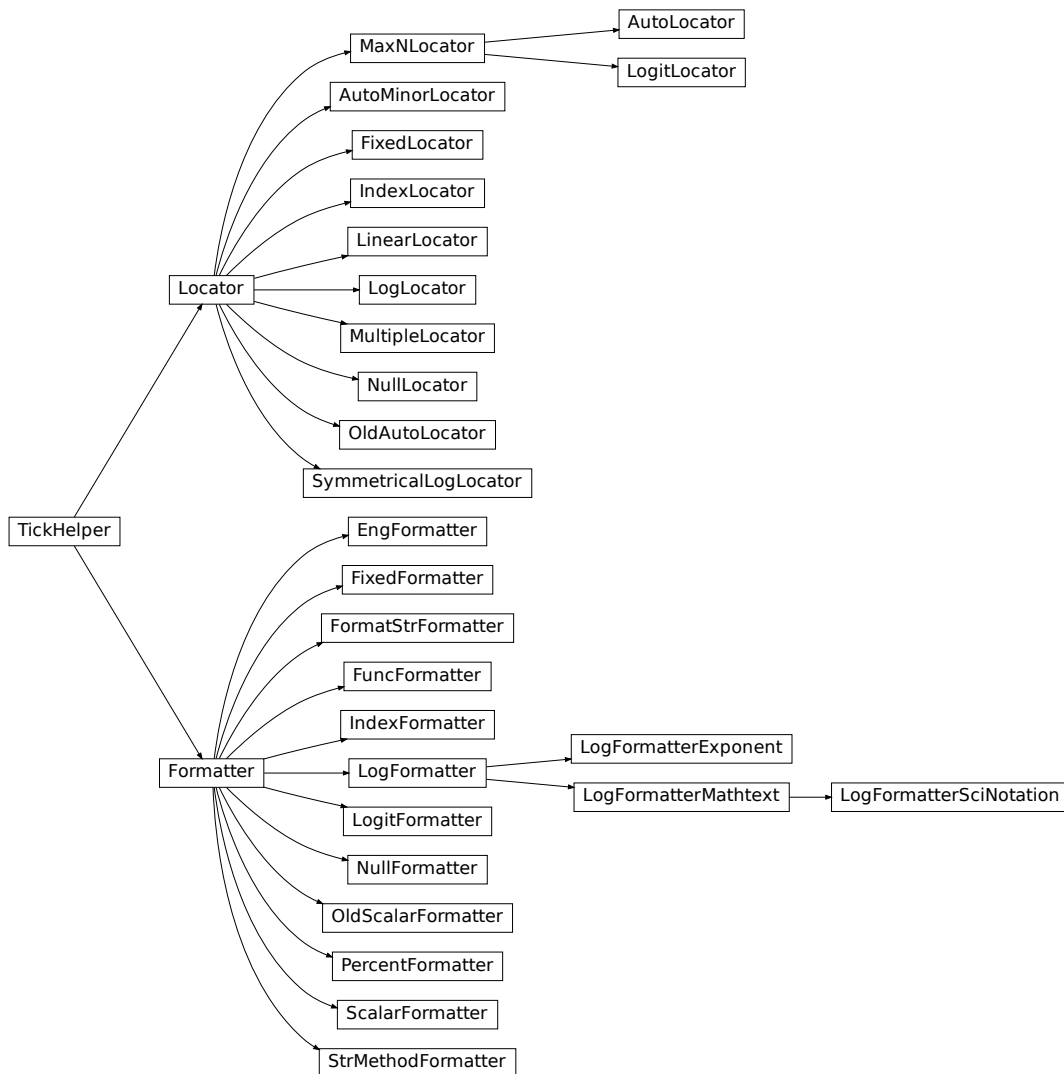 AutoLocator
MaxNLocator
LogitLocator
AutoMinorLocator
FixedLocator
IndexLocator
LinearLocator
Locator
LogLocator
MultipleLocator
NullLocator
OldAutoLocator
SymmetricalLogLocator
TickHelper
EngFormatter
FixedFormatter
FormatStrFormatter
FuncFormatter
IndexFormatter
LogFormatterExponent
Formatter
LogFormatter
LogFormatterMathtext
LogFormatterSciNotation
LogitFormatter
NullFormatter
OldScalarFormatter
PercentFormatter
ScalarFormatter
StrMethodFormatter